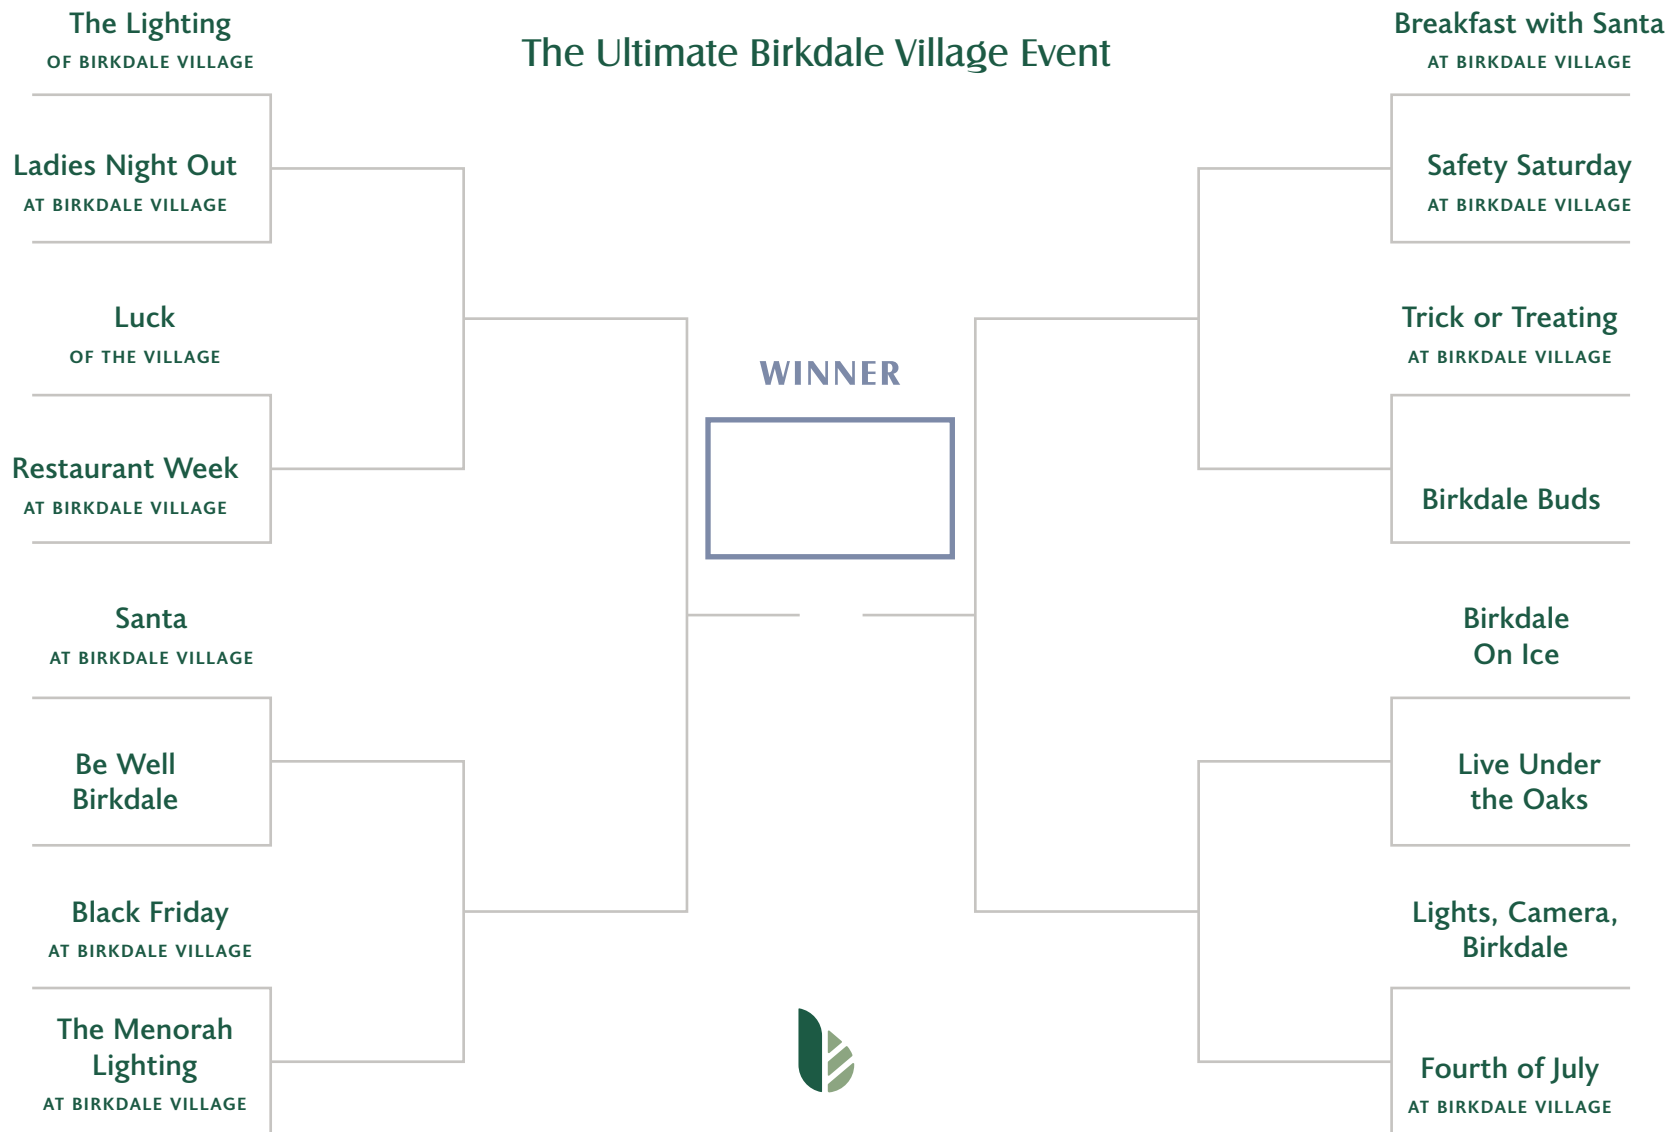 The Ultimate Birkdale Village Event
The Lighting
OF BIRKDALE VILLAGE
Ladies Night Out
AT BIRKDALE VILLAGE
Luck
OF THE VILLAGE
Restaurant Week
AT BIRKDALE VILLAGE
Santa
AT BIRKDALE VILLAGE
Be Well
Birkdale
Black Friday
AT BIRKDALE VILLAGE
The Menorah
Lighting
AT BIRKDALE VILLAGE
WINNER
Breakfast with Santa
AT BIRKDALE VILLAGE
Safety Saturday
AT BIRKDALE VILLAGE
Trick or Treating
AT BIRKDALE VILLAGE
Birkdale Buds
Birkdale
On Ice
Live Under
the Oaks
Lights, Camera,
Birkdale
Fourth of July
AT BIRKDALE VILLAGE